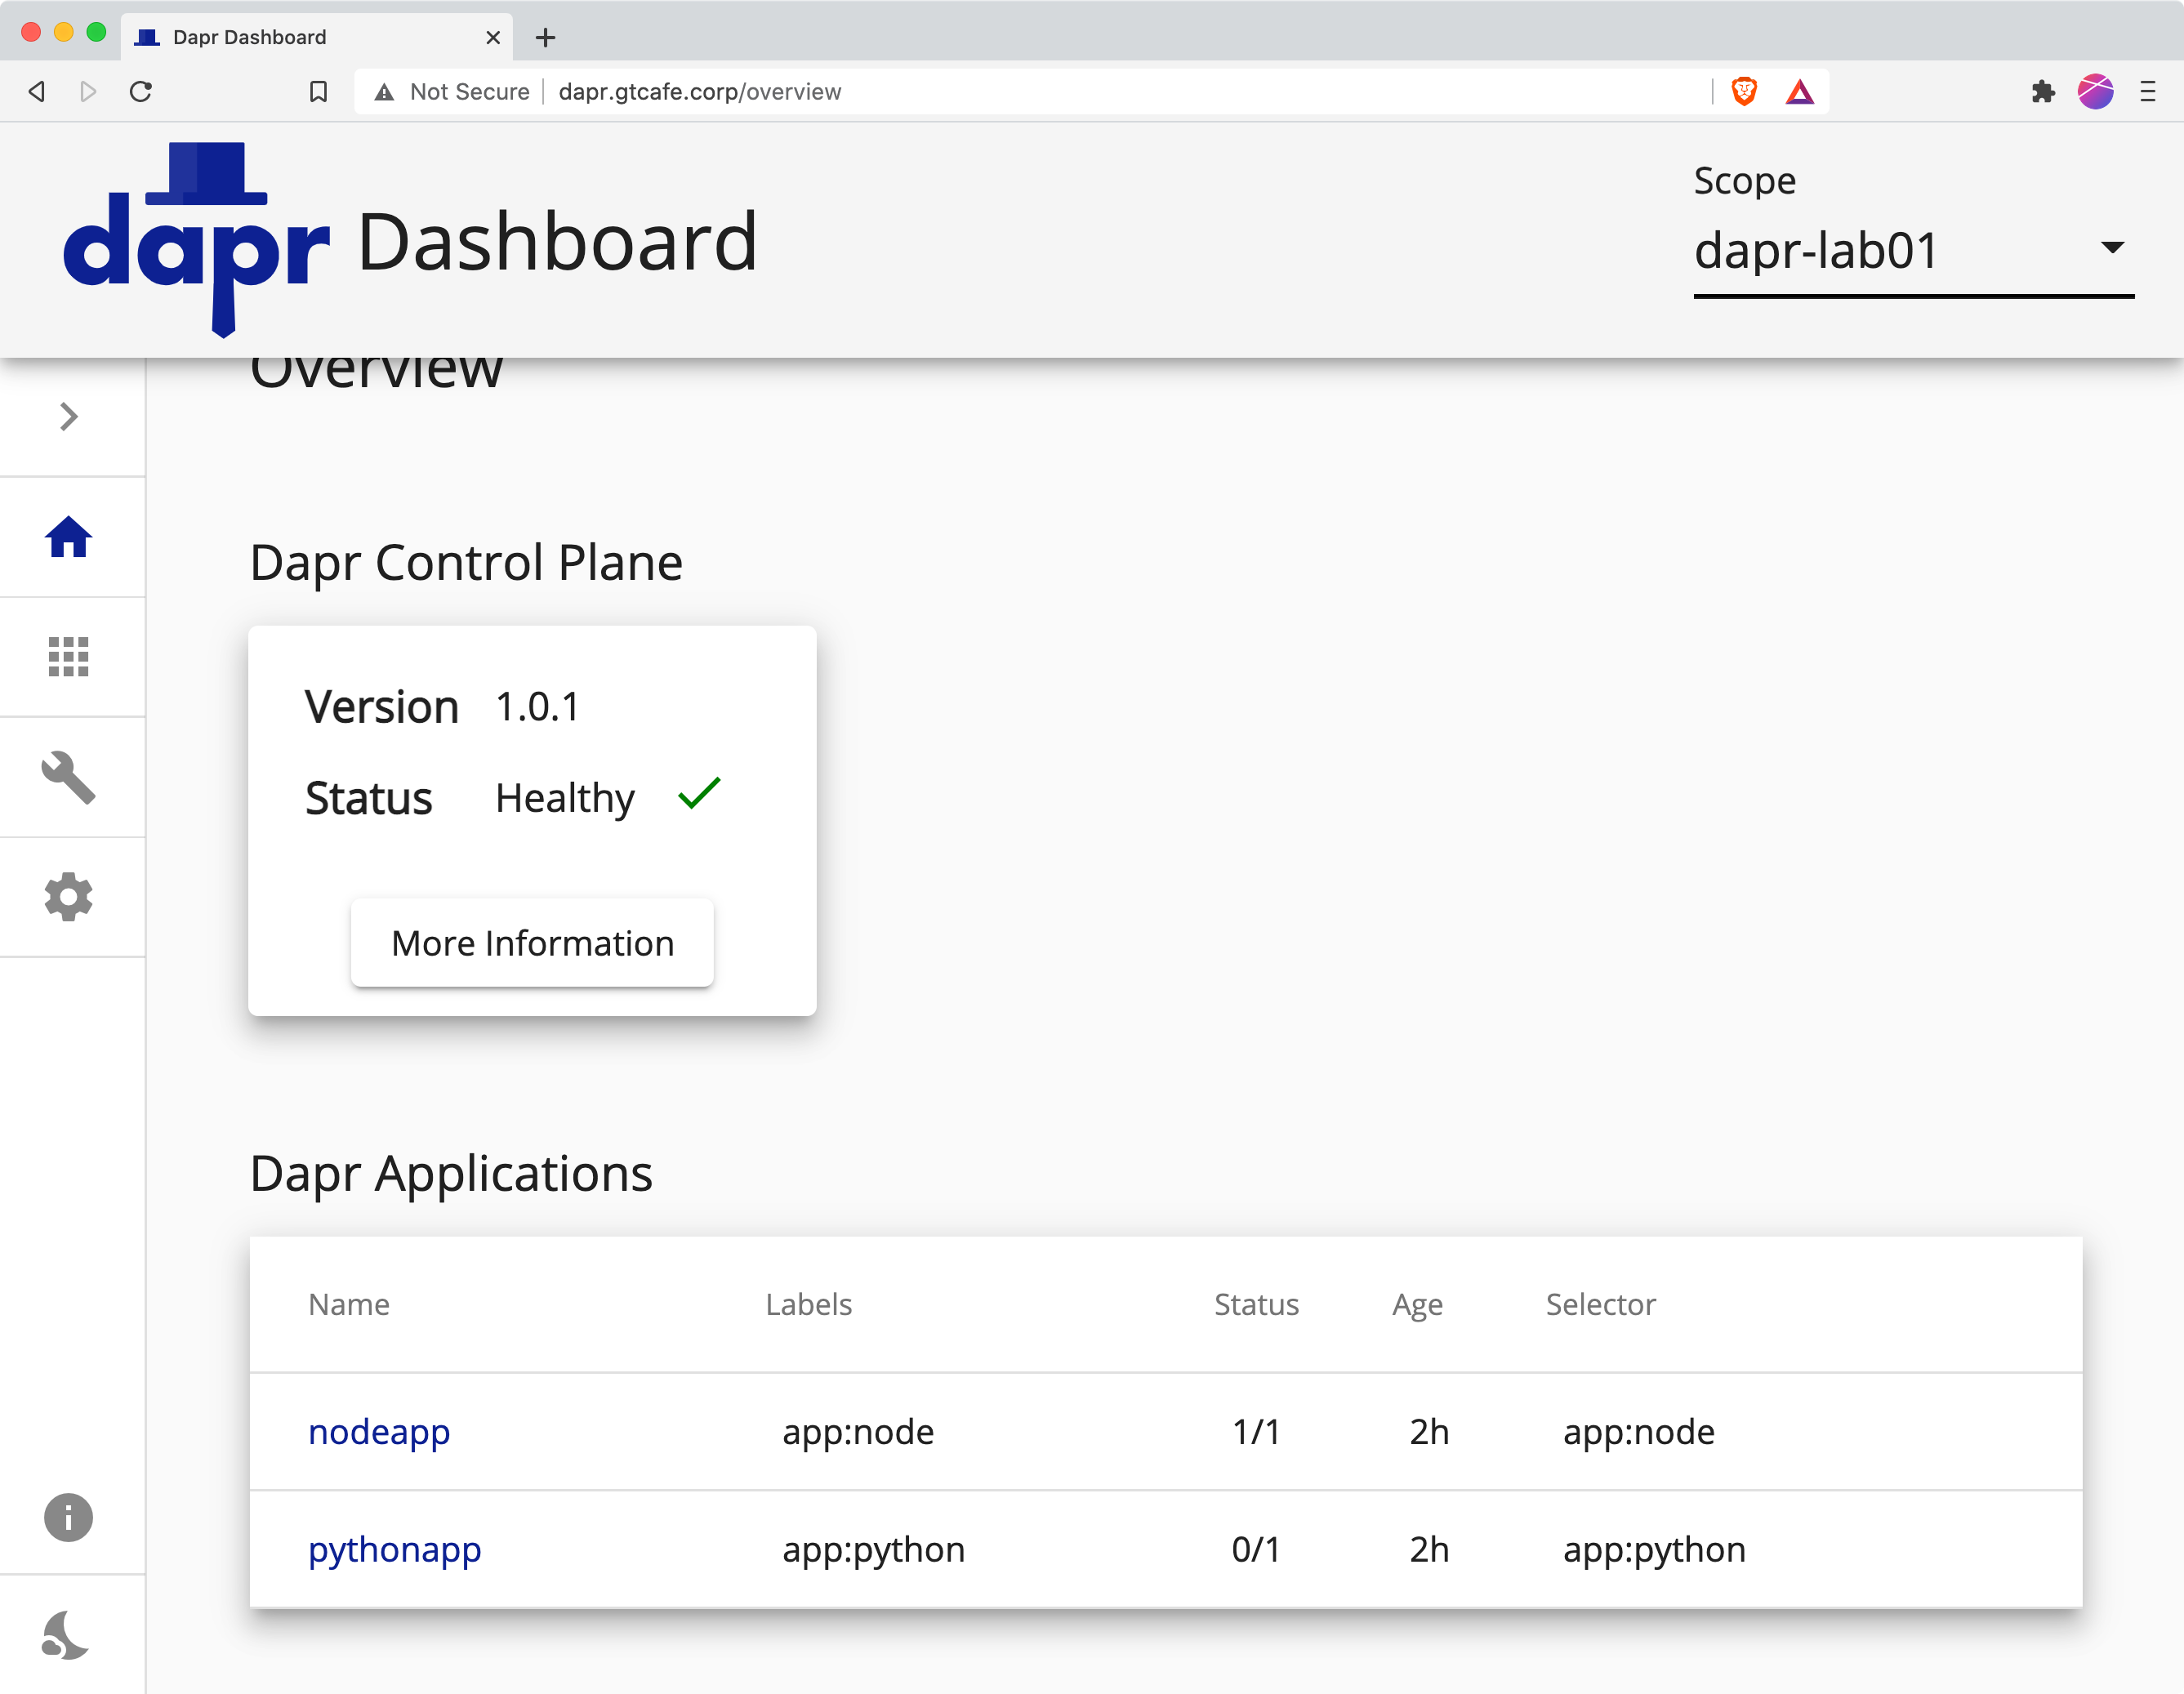 Dapr Dashboard
Not Secure dapr.gtcafe.corp/overview
dapr Dashboard
Scope
dapr-lab01
Overview
Dapr Control Plane
Version 1.0.1
Status Healthy
More Information
Dapr Applications
Name Labels Status Age Selector
nodeapp app:node 1/1 2h app:node
pythonapp app:python 0/1 2h app:python